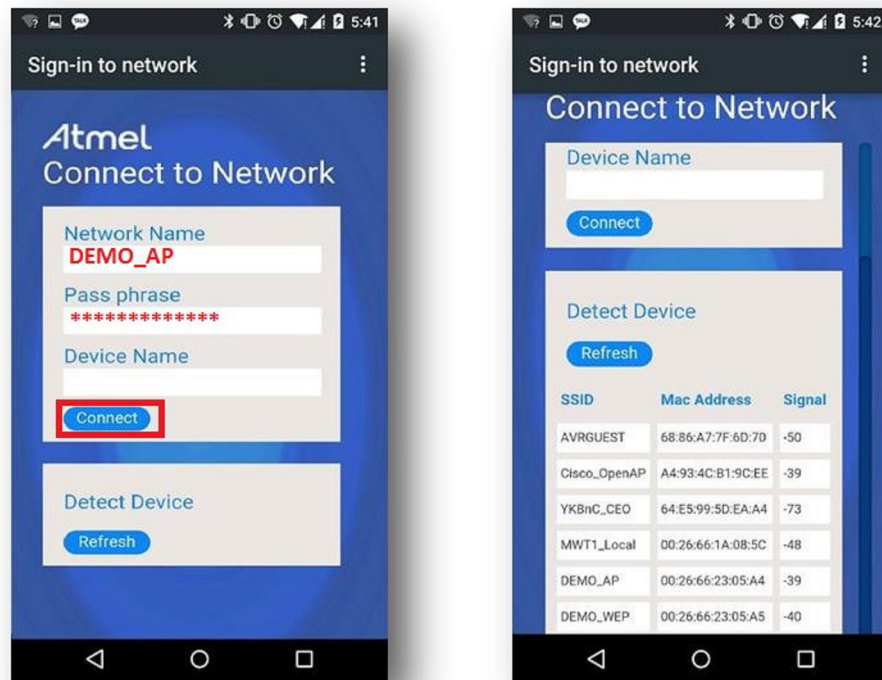 5:41
Sign-in to network
Atmel
Connect to Network
Network Name
DEMO_AP
Pass phrase
*************
Device Name
Connect
Detect Device
Refresh
5:42
Sign-in to network
Connect to Network
Device Name
Connect
Detect Device
Refresh
SSID Mac Address Signal
AVRGUEST 68:86:A7:7F:6D:70 -50
Cisco_OpenAP A4:93:4C:B1:9C:EE -39
YKBnC_CEO 64:E5:99:5D:EA:A4 -73
MWT1_Local 00:26:66:1A:08:5C -48
DEMO_AP 00:26:66:23:05:A4 -39
DEMO_WEP 00:26:66:23:05:A5 -40